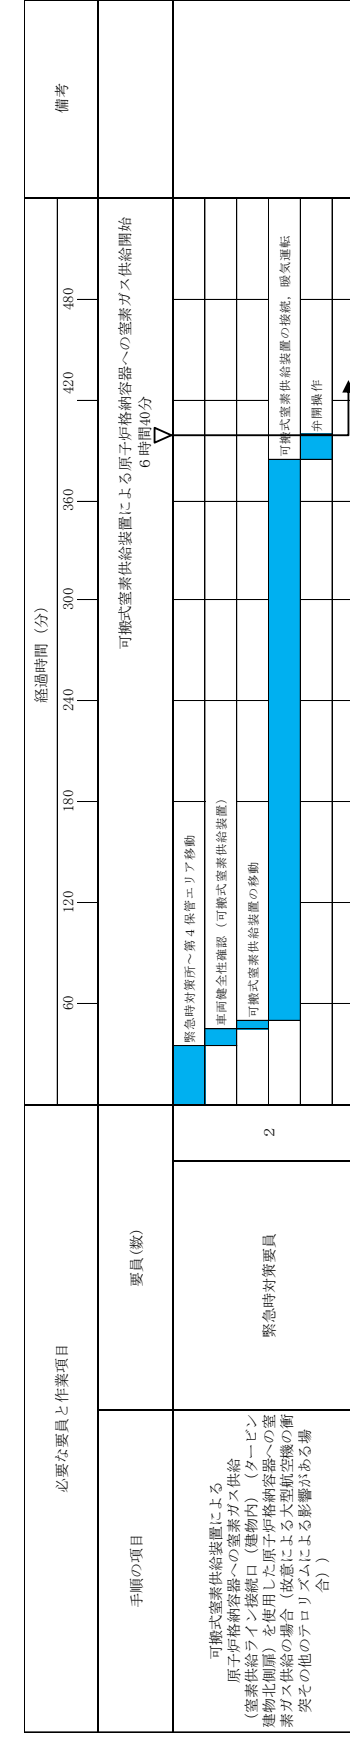 必要な要員と作業項目
経過時間（分）
備考
60
120
180
240
300
360
420
480
手順の項目
要員(数)
可搬式窒素供給装置による原子炉格納容器への窒素ガス供給開始
６時間40分
可搬式窒素供給装置による
原子炉格納容器への窒素ガス供給
（窒素供給ライン接続口（建物内）（タービン
建物北側扉）を使用した原子炉格納容器への窒
素ガス供給の場合（故意による大型航空機の衝
突その他のテロリズムによる影響がある場
合））
緊急時対策要員
２
緊急時対策所～第４保管エリア移動
車両健全性確認（可搬式窒素供給装置）
可搬式窒素供給装置の移動
可搬式窒素供給装置の接続，暖気運転
弁開操作